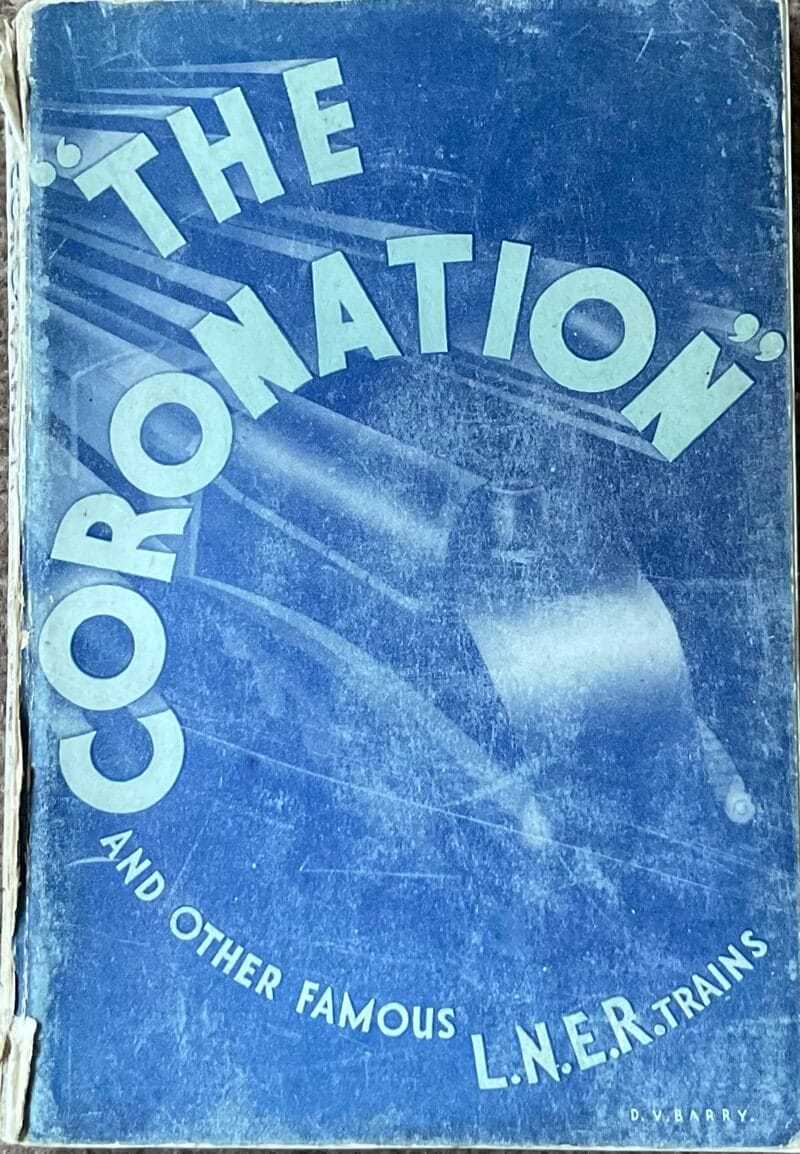 "THE
CORONATION"
AND OTHER FAMOUS L.N.E.R. TRAINS
D. V. BARRY.